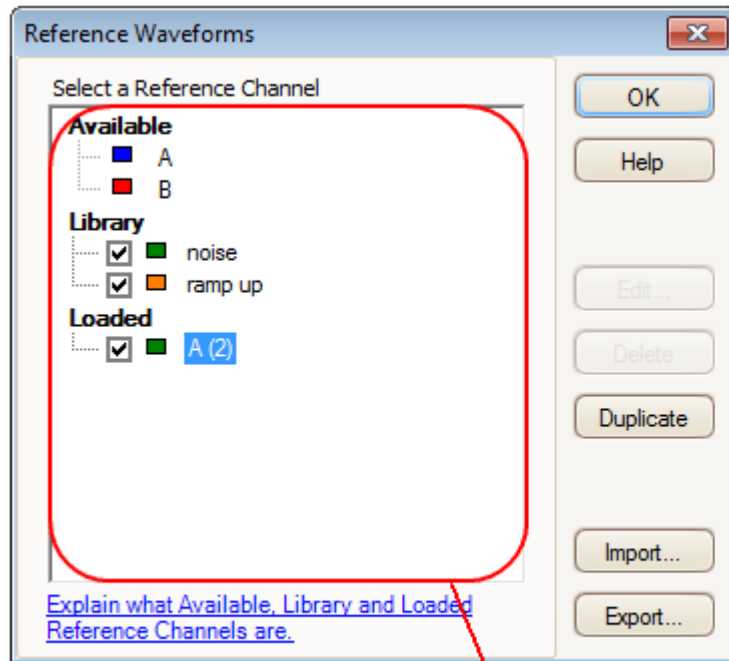 Reference Waveforms
Select a Reference Channel
Available
A
B
Library
noise
ramp up
Loaded
A (2)
Explain what Available, Library and Loaded
Reference Channels are.
OK
Help
Edit...
Delete
Duplicate
Import...
Export...